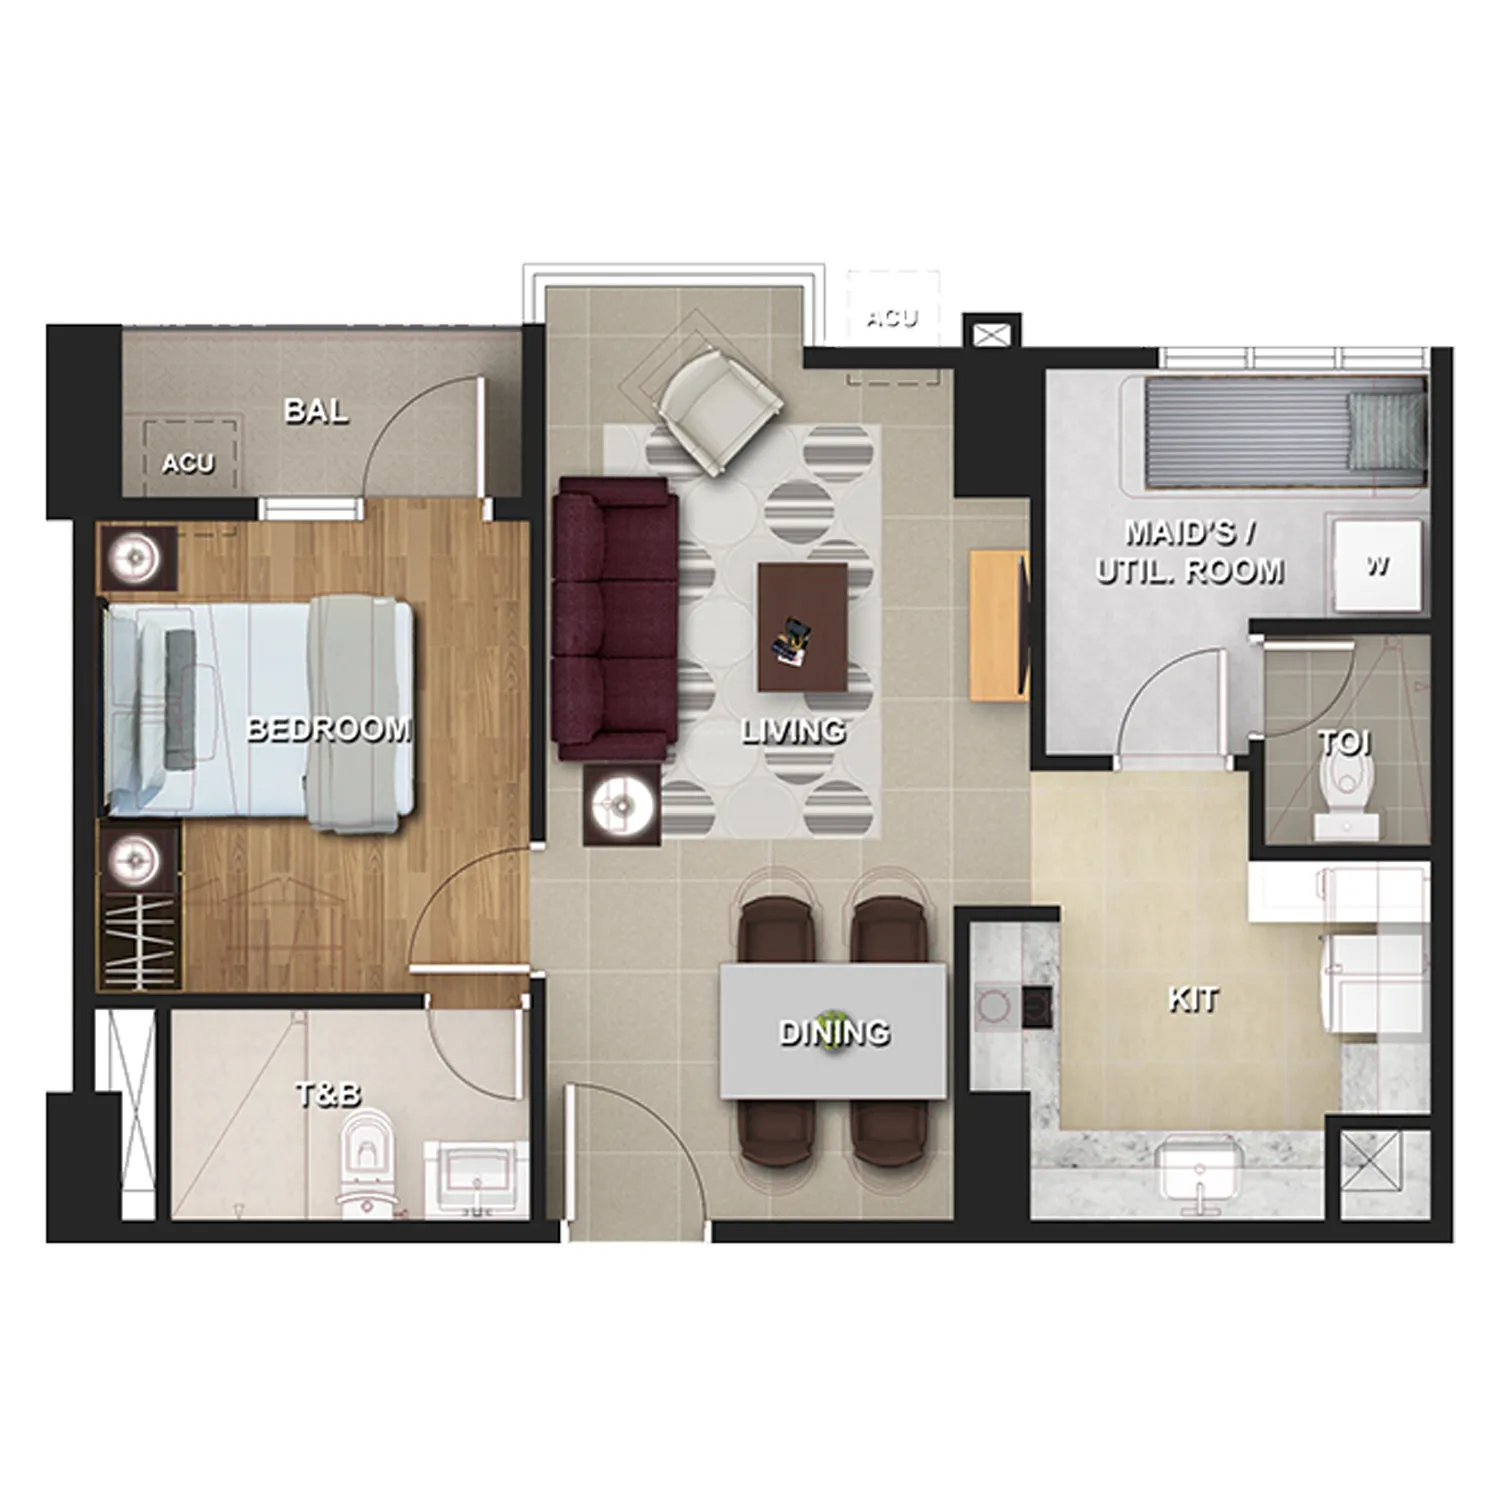 ACU
BAL
ACU
MAID'S /
UTIL. ROOM
W
BEDROOM
LIVING
TOI
KIT
DINING
T&B